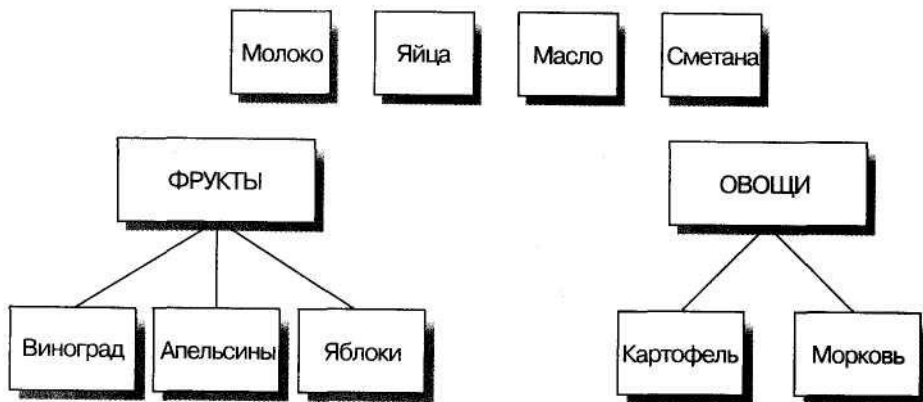 Молоко
Яйца
Масло
Сметана
ФРУКТЫ
ОВОЩИ
Виноград
Апельсины
Яблоки
Картофель
Морковь